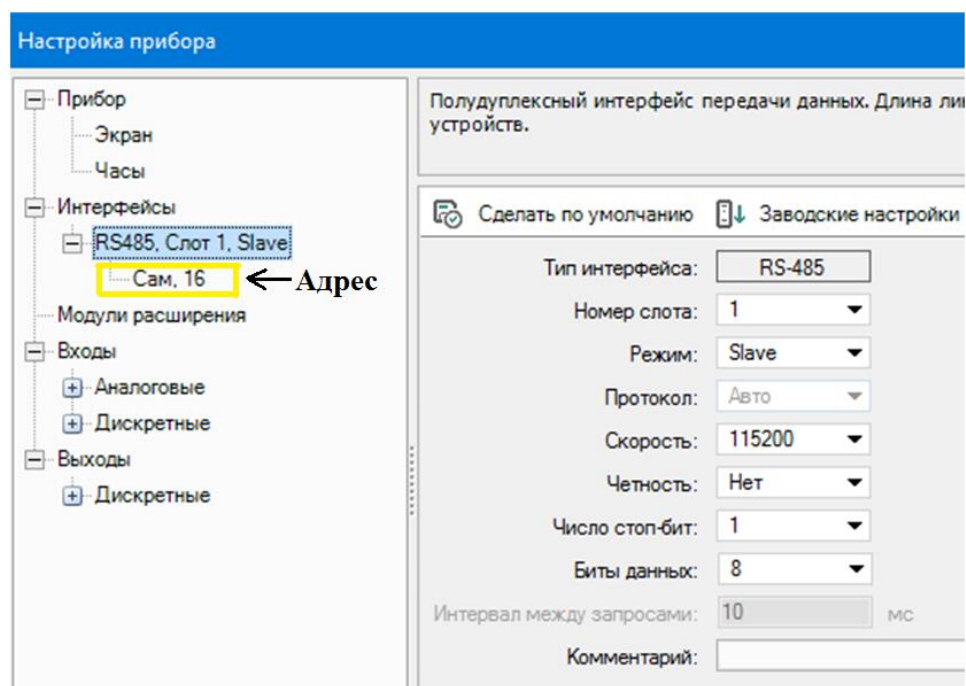 Настройка прибора
Прибор
Экран
Часы
Интерфейсы
RS485, Слот 1, Slave
Сам, 16
Адрес
Модули расширения
Входы
Аналоговые
Дискретные
Выходы
Дискретные
Полудуплексный интерфейс передачи данных. Длина
устройств.
Сделать по умолчанию Заводские настройки
Тип интерфейса: RS-485
Номер слота: 1
Режим: Slave
Протокол: Авто
Скорость: 115200
Четность: Нет
Число стоп-бит: 1
Биты данных: 8
Интервал между запросами: 10 мс
Комментарий: